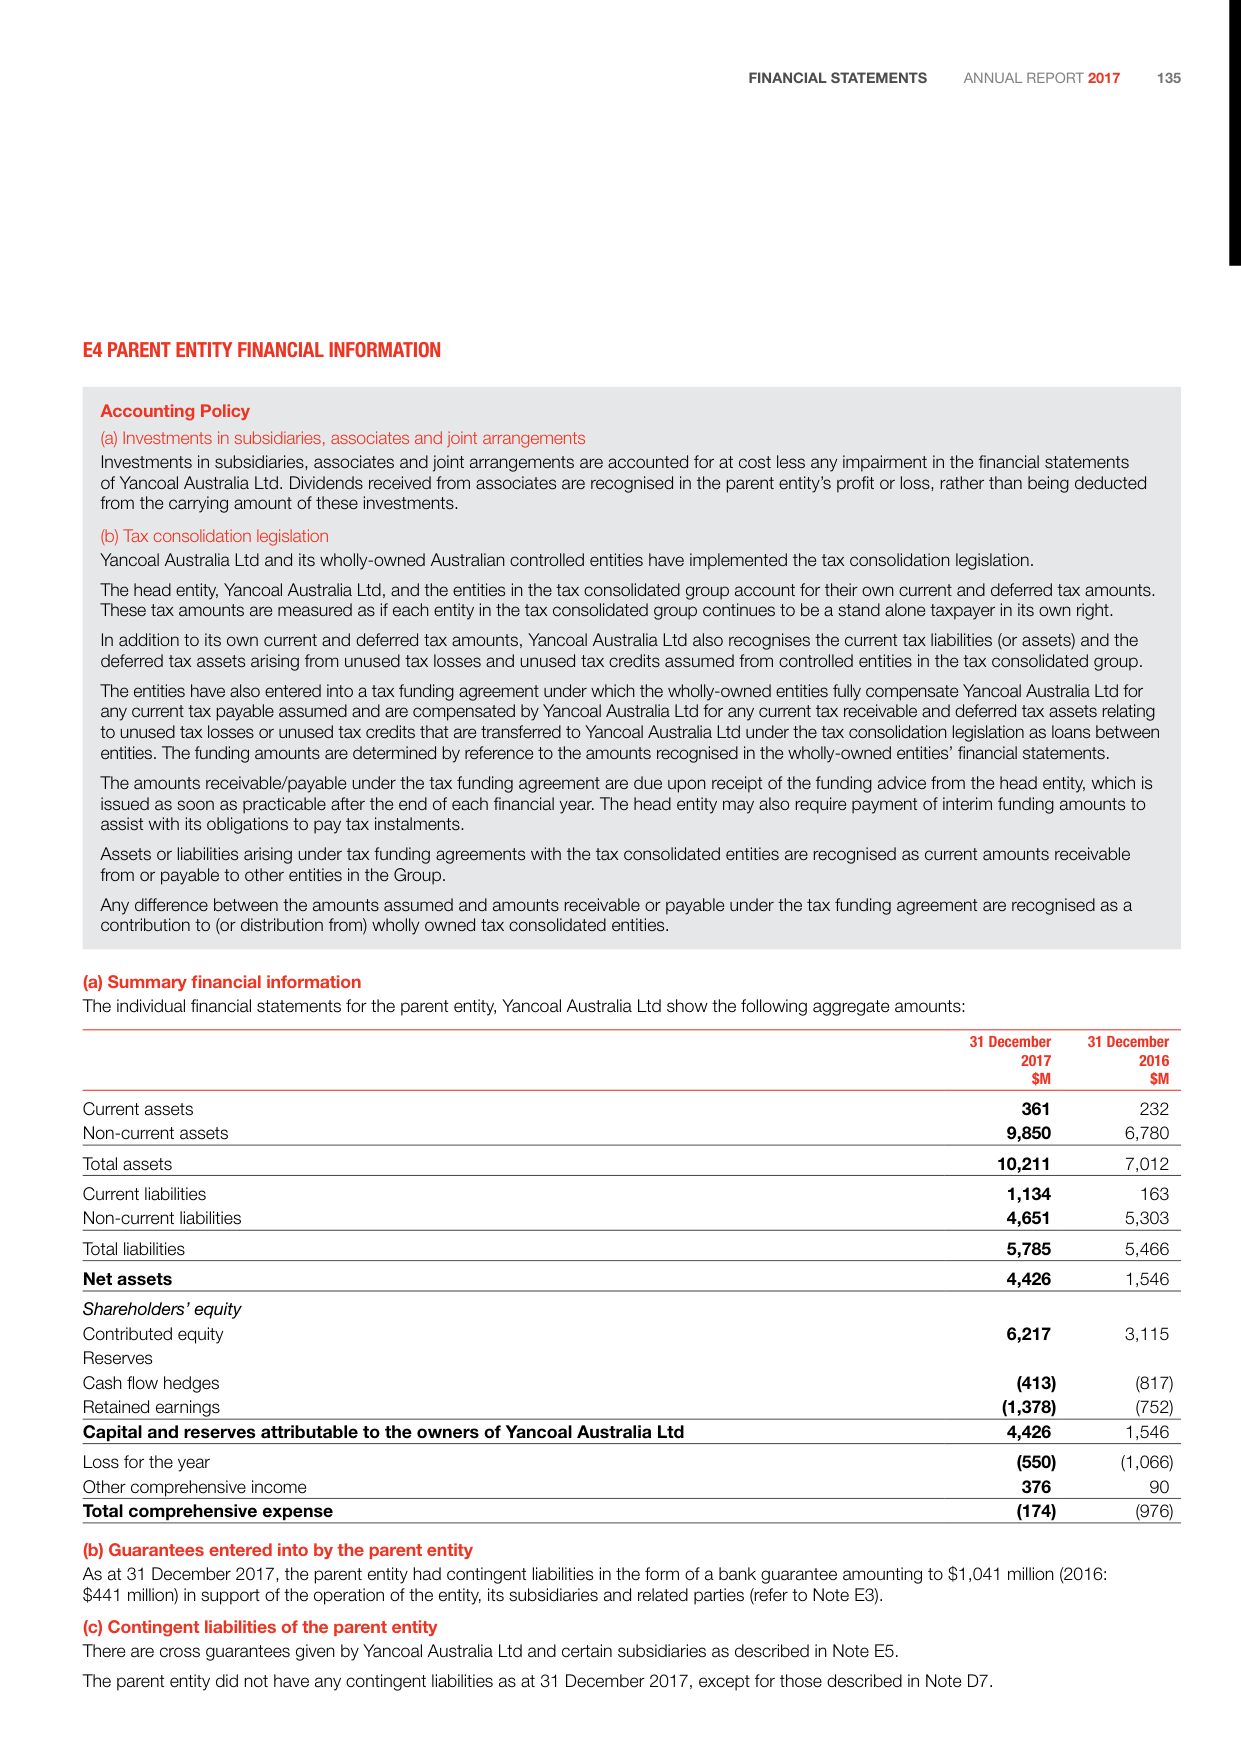 FINANCIAL STATEMENTS ANNUAL REPORT 2017 135
E4 PARENT ENTITY FINANCIAL INFORMATION
Accounting Policy
(a) Investments in subsidiaries, associates and joint arrangements
Investments in subsidiaries, associates and joint arrangements are accounted for at cost less any impairment in the financial statements
of Yancoal Australia Ltd. Dividends received from associates are recognised in the parent entity's profit or loss, rather than being deducted
from the carrying amount of these investments.
(b) Tax consolidation legislation
Yancoal Australia Ltd and its wholly-owned Australian controlled entities have implemented the tax consolidation legislation.
The head entity, Yancoal Australia Ltd, and the entities in the tax consolidated group account for their own current and deferred tax amounts.
These tax amounts are measured as if each entity in the tax consolidated group continues to be a stand alone taxpayer in its own right.
In addition to its own current and deferred tax amounts, Yancoal Australia Ltd also recognises the current tax liabilities (or assets) and the
deferred tax assets arising from unused tax losses and unused tax credits assumed from controlled entities in the tax consolidated group.
The entities have also entered into a tax funding agreement under which the wholly-owned entities fully compensate Yancoal Australia Ltd for
any current tax payable assumed and are compensated by Yancoal Australia Ltd for any current tax receivable and deferred tax assets relating
to unused tax losses or unused tax credits that are transferred to Yancoal Australia Ltd under the tax consolidation legislation as loans between
entities. The funding amounts are determined by reference to the amounts recognised in the wholly-owned entities' financial statements.
The amounts receivable/payable under the tax funding agreement are due upon receipt of the funding advice from the head entity, which is
issued as soon as practicable after the end of each financial year. The head entity may also require payment of interim funding amounts to
assist with its obligations to pay tax instalments.
Assets or liabilities arising under tax funding agreements with the tax consolidated entities are recognised as current amounts receivable
from or payable to other entities in the Group.
Any difference between the amounts assumed and amounts receivable or payable under the tax funding agreement are recognised as a
contribution to (or distribution from) wholly owned tax consolidated entities.
(a) Summary financial information
The individual financial statements for the parent entity, Yancoal Australia Ltd show the following aggregate amounts:
31 December 31 December
2017 2016
$M $M
Current assets 361 232
Non-current assets 9,850 6,780
Total assets 10,211 7,012
Current liabilities 1,134 163
Non-current liabilities 4,651 5,303
Total liabilities 5,785 5,466
Net assets 4,426 1,546
Shareholders' equity
Contributed equity 6,217 3,115
Reserves
Cash flow hedges (413) (817)
Retained earnings (1,378) (752)
Capital and reserves attributable to the owners of Yancoal Australia Ltd 4,426 1,546
Loss for the year (550) (1,066)
Other comprehensive income 376 90
Total comprehensive expense (174) (976)
(b) Guarantees entered into by the parent entity
As at 31 December 2017, the parent entity had contingent liabilities in the form of a bank guarantee amounting to $1,041 million (2016:
$441 million) in support of the operation of the entity, its subsidiaries and related parties (refer to Note E3).
(c) Contingent liabilities of the parent entity
There are cross guarantees given by Yancoal Australia Ltd and certain subsidiaries as described in Note E5.
The parent entity did not have any contingent liabilities as at 31 December 2017, except for those described in Note D7.